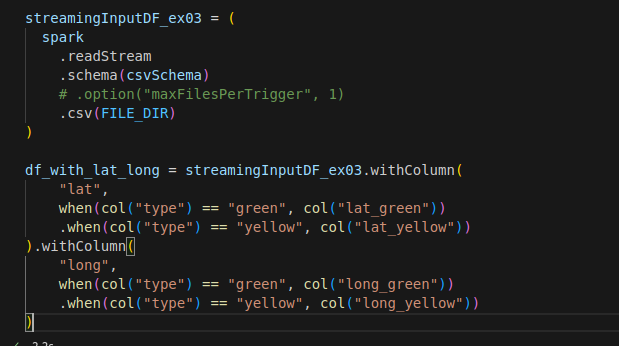 streamingInputDF_ex03 = (
spark
.readStream
.schema(csvSchema)
# .option("maxFilesPerTrigger", 1)
.csv(FILE_DIR)
)
df_with_lat_long = streamingInputDF_ex03.withColumn(
"lat",
when(col("type") == "green", col("lat_green"))
.when(col("type") == "yellow", col("lat_yellow"))
).withColumn(
"long",
when(col("type") == "green", col("long_green"))
.when(col("type") == "yellow", col("long_yellow"))
)